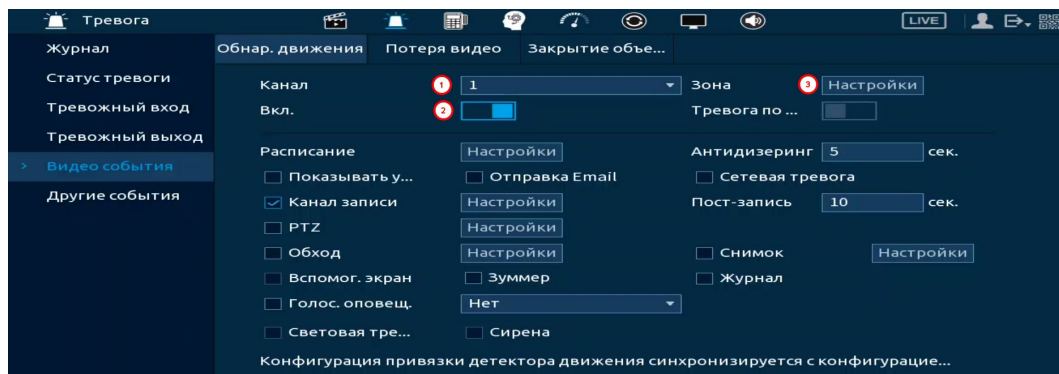 Тревога LIVE
Журнал
Статус тревоги
Тревожный вход
Тревожный выход
> Видео события
Другие события
Обнар. движения Потеря видео Закрытие объе...
Канал 1 1 Зона 3 Настройки
Вкл. 2 Тревога по ...
Расписание Настройки Антидизеринг 5 сек.
Показывать у... Отправка Email Сетевая тревога
Канал записи Настройки Пост-запись 10 сек.
PTZ Настройки
Обход Настройки Снимок Настройки
Вспомог. экран Зуммер Журнал
Голос. оповещ. Нет
Световая тре... Сирена
Конфигурация привязки детектора движения синхронизируется с конфигурацие...